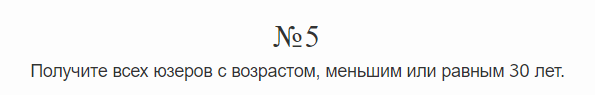 №5
Получите всех юзеров с возрастом, меньшим или равным 30 лет.